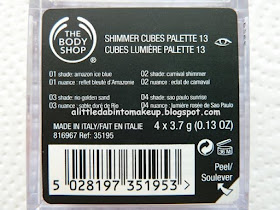 THE BODY SHOP®
SHIMMER CUBES PALETTE 13
CUBES LUMIÈRE PALETTE 13
01 shade: amazon ice blue
01 nuance : reflet bleuté d'Amazonie
02 shade: carnival shimmer
02 nuance : eclat de carnaval
03 shade: rio golden sand
03 nuance : sable doré de Rio
04 shade: sao paulo sunrise
04 nuance : lumière rosée de Sao Paulo
alittledabintomakeup.blogspot.com
MADE IN ITALY/FAIT EN ITALIE
4 x 3.7 g (0.13 OZ)
816967 Ref: 35195
5 028197 351953 >
Peel/
Soulever